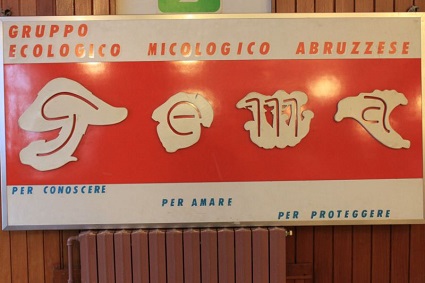 GRUPPO
ECOLOGICO MICOLOGICO ABRUZZESE
Gema
PER CONOSCERE
PER AMARE
PER PROTEGGERE